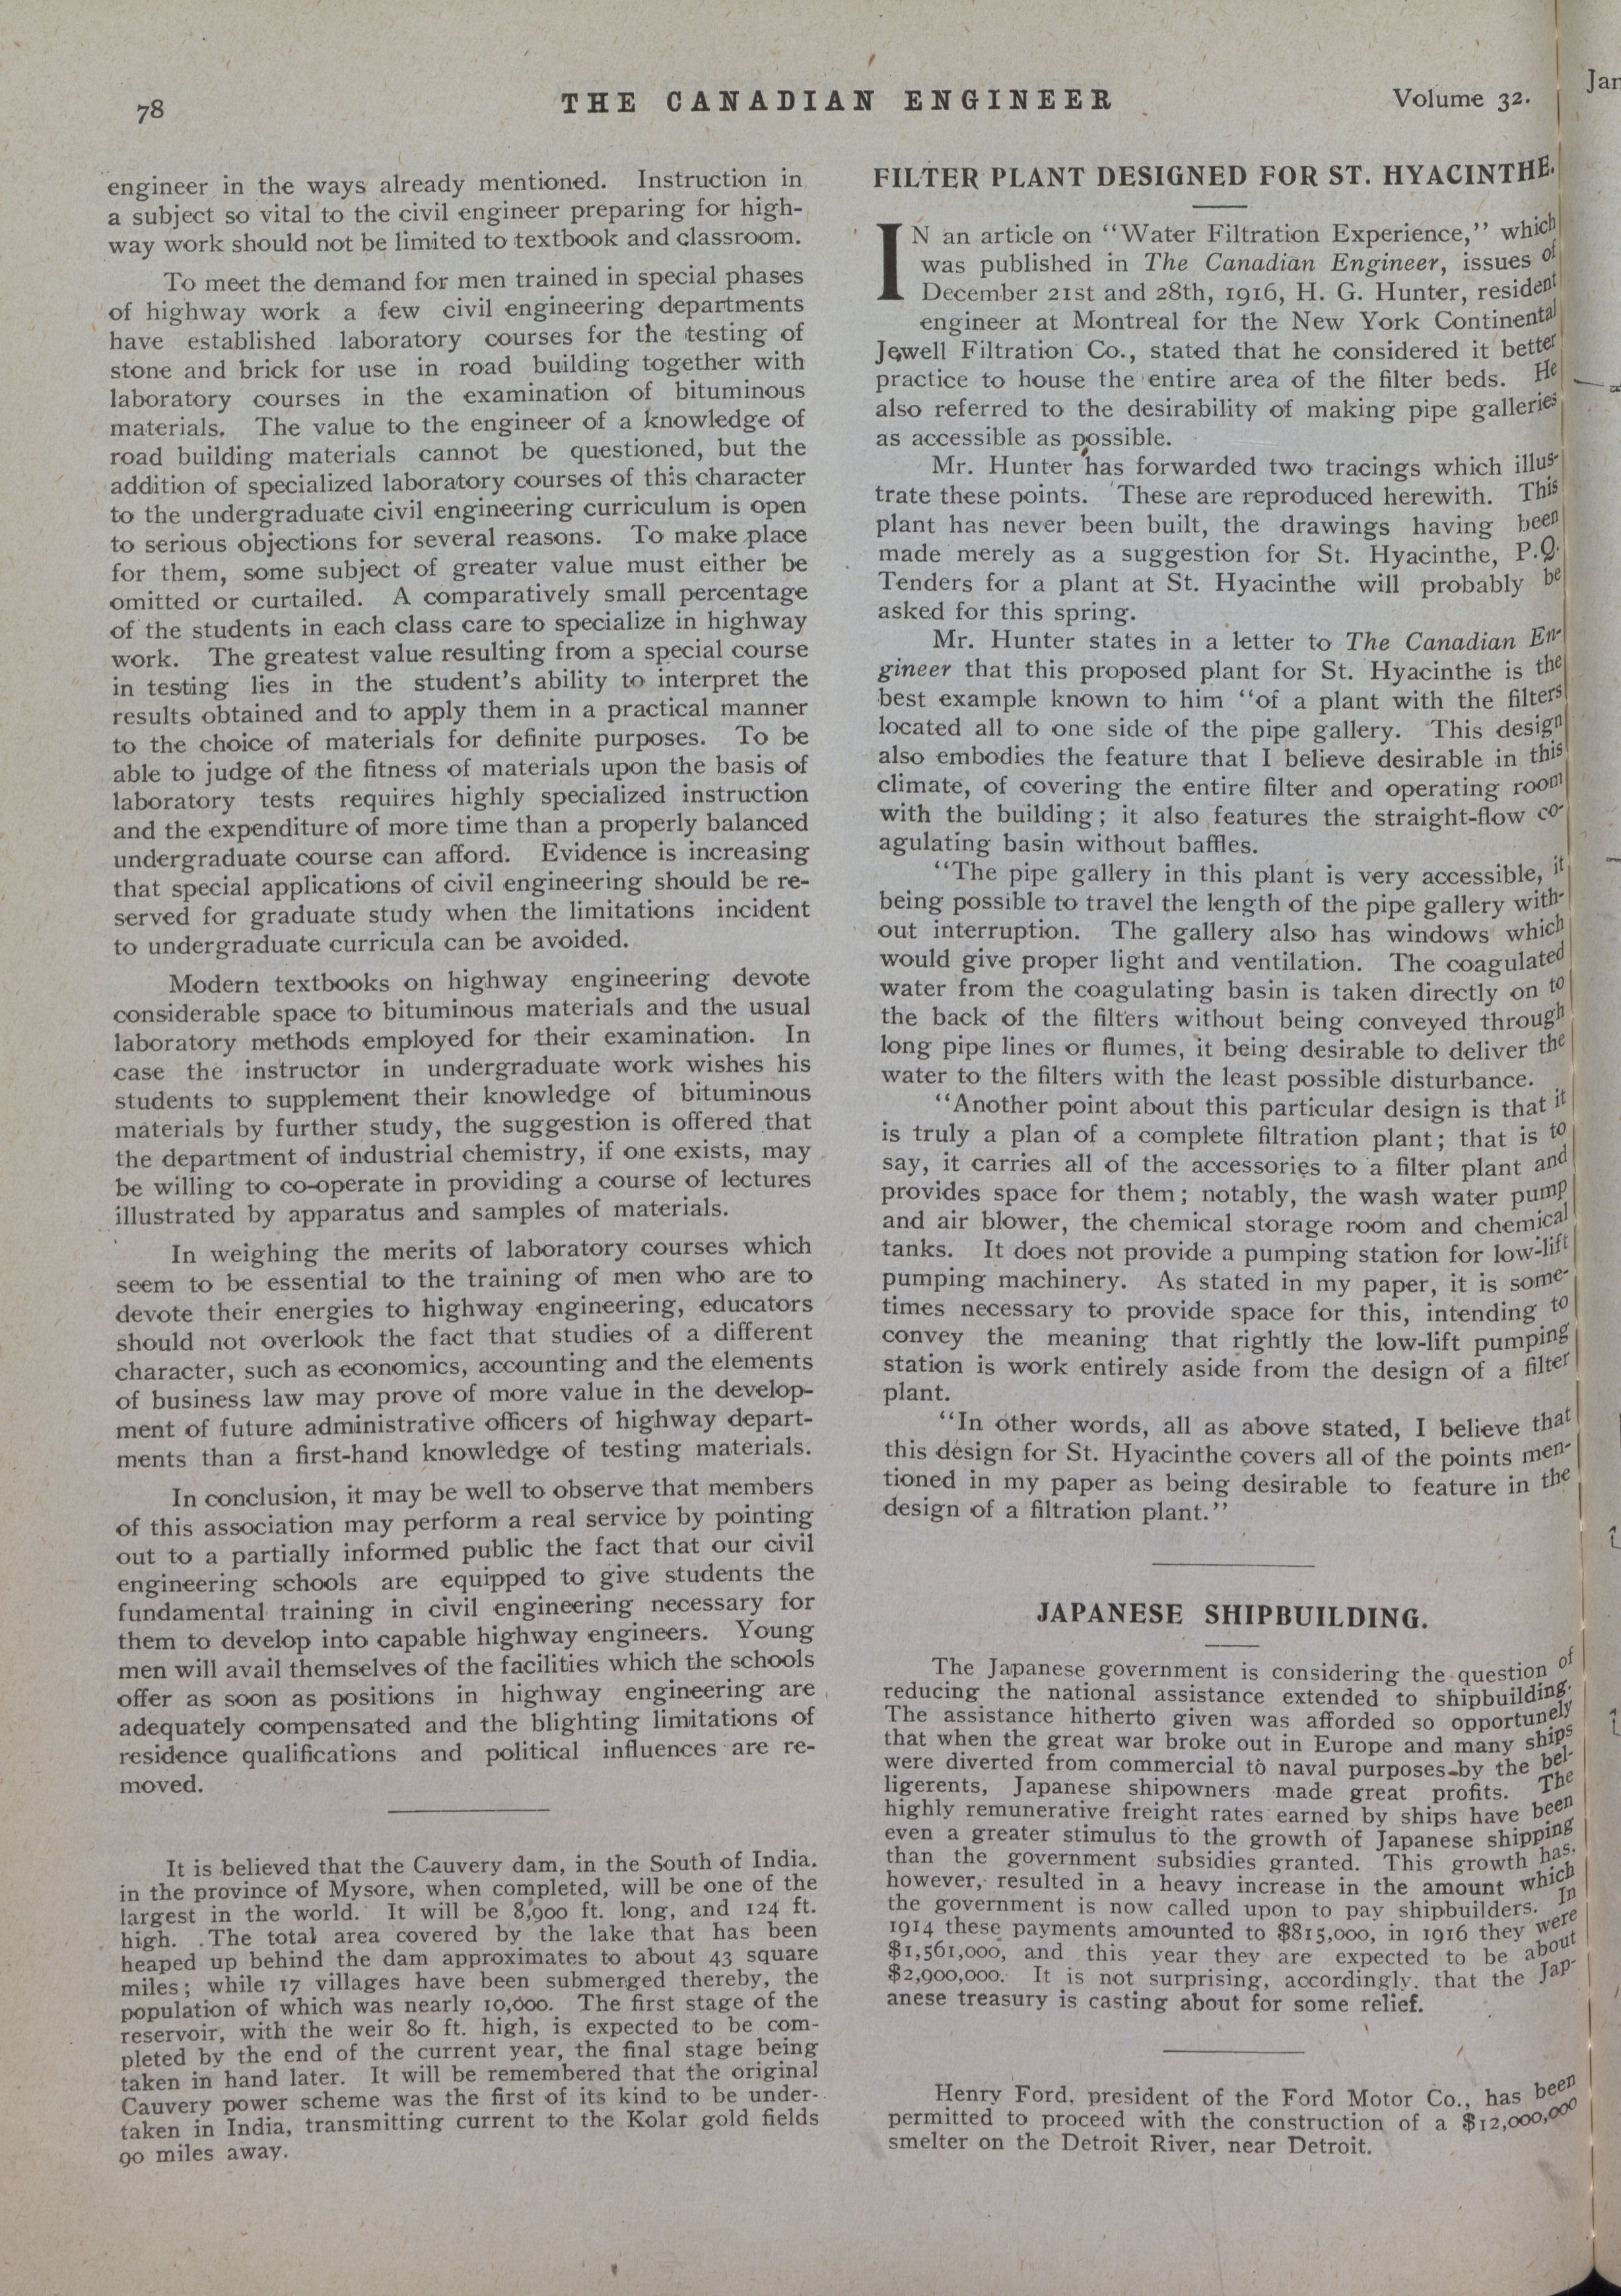 78
THE CANADIAN ENGINEER
Volume 32.
Jan
engineer in the ways already mentioned. Instruction in
a subject so vital to the civil engineer preparing for high-
way work should not be limited to textbook and classroom.
To meet the demand for men trained in special phases
of highway work a few civil engineering departments
have established laboratory courses for the testing of
stone and brick for use in road building together with
laboratory courses in the examination of bituminous
materials. The value to the engineer of a knowledge of
road building materials cannot be questioned, but the
addition of specialized laboratory courses of this character
to the undergraduate civil engineering curriculum is open
to serious objections for several reasons. To make place
for them, some subject of greater value must either be
omitted or curtailed. A comparatively small percentage
of the students in each class care to specialize in highway
work. The greatest value resulting from a special course
in testing lies in the student's ability to interpret the
results obtained and to apply them in a practical manner
to the choice of materials for definite purposes. To be
able to judge of the fitness of materials upon the basis of
laboratory tests requires highly specialized instruction
and the expenditure of more time than a properly balanced
undergraduate course can afford. Evidence is increasing
that special applications of civil engineering should be re-
served for graduate study when the limitations incident
to undergraduate curricula can be avoided.
Modern textbooks on highway engineering devote
considerable space to bituminous materials and the usual
laboratory methods employed for their examination. In
case the instructor in undergraduate work wishes his
students to supplement their knowledge of bituminous
materials by further study, the suggestion is offered that
the department of industrial chemistry, if one exists, may
be willing to co-operate in providing a course of lectures
illustrated by apparatus and samples of materials.
In weighing the merits of laboratory courses which
seem to be essential to the training of men who are to
devote their energies to highway engineering, educators
should not overlook the fact that studies of a different
character, such as economics, accounting and the elements
of business law may prove of more value in the develop-
ment of future administrative officers of highway depart-
ments than a first-hand knowledge of testing materials.
In conclusion, it may be well to observe that members
of this association may perform a real service by pointing
out to a partially informed public the fact that our civil
engineering schools are equipped to give students the
fundamental training in civil engineering necessary for
them to develop into capable highway engineers. Young
men will avail themselves of the facilities which the schools
offer as soon as positions in highway engineering are
adequately compensated and the blighting limitations of
residence qualifications and political influences are re-
moved.
It is believed that the Cauvery dam, in the South of India.
in the province of Mysore, when completed, will be one of the
largest in the world. It will be 8,900 ft. long, and 124 ft.
high. The total area covered by the lake that has been
heaped up behind the dam approximates to about 43 square
miles; while 17 villages have been submerged thereby, the
population of which was nearly 10,000. The first stage of the
reservoir, with the weir 80 ft. high, is expected to be com-
pleted by the end of the current year, the final stage being
taken in hand later. It will be remembered that the original
Cauvery power scheme was the first of its kind to be under-
taken in India, transmitting current to the Kolar gold fields
90 miles away.
FILTER PLANT DESIGNED FOR ST. HYACINTHE.
IN an article on "Water Filtration Experience," which
was published in The Canadian Engineer, issues of
December 21st and 28th, 1916, H. G. Hunter, resident
engineer at Montreal for the New York Continental
Jewell Filtration Co., stated that he considered it better
practice to house the entire area of the filter beds. He
also referred to the desirability of making pipe galleries
as accessible as possible.
Mr. Hunter has forwarded two tracings which illus-
trate these points. These are reproduced herewith. This
plant has never been built, the drawings having been
made merely as a suggestion for St. Hyacinthe, P.Q.
Tenders for a plant at St. Hyacinthe will probably be
asked for this spring.
Mr. Hunter states in a letter to The Canadian En-
gineer that this proposed plant for St. Hyacinthe is the
best example known to him "of a plant with the filters
located all to one side of the pipe gallery. This design
also embodies the feature that I believe desirable in this
climate, of covering the entire filter and operating room
with the building; it also features the straight-flow co-
agulating basin without baffles.
"The pipe gallery in this plant is very accessible, it
being possible to travel the length of the pipe gallery with-
out interruption. The gallery also has windows which
would give proper light and ventilation. The coagulated
water from the coagulating basin is taken directly on to
the back of the filters without being conveyed through
long pipe lines or flumes, it being desirable to deliver the
water to the filters with the least possible disturbance.
"Another point about this particular design is that it
is truly a plan of a complete filtration plant; that is to
say, it carries all of the accessories to a filter plant and
provides space for them; notably, the wash water pump
and air blower, the chemical storage room and chemical
tanks. It does not provide a pumping station for low-lift
pumping machinery. As stated in my paper, it is some-
times necessary to provide space for this, intending to
convey the meaning that rightly the low-lift pumping
station is work entirely aside from the design of a filter
plant.
"In other words, all as above stated, I believe that
this design for St. Hyacinthe covers all of the points men-
tioned in my paper as being desirable to feature in the
design of a filtration plant."
JAPANESE SHIPBUILDING.
The Japanese government is considering the question of
reducing the national assistance extended to shipbuilding.
The assistance hitherto given was afforded so opportunely
that when the great war broke out in Europe and many ships
were diverted from commercial to naval purposes by the bel-
ligerents, Japanese shipowners made great profits. The
highly remunerative freight rates earned by ships have been
even a greater stimulus to the growth of Japanese shipping
than the government subsidies granted. This growth has,
however, resulted in a heavy increase in the amount which
the government is now called upon to pay shipbuilders. In
1914 these payments amounted to $815,000, in 1916 they were
$1,561,000, and this year they are expected to be about
$2,900,000. It is not surprising, accordingly, that the Jap-
anese treasury is casting about for some relief.
Henry Ford, president of the Ford Motor Co., has been
permitted to proceed with the construction of a $12,000,000
smelter on the Detroit River, near Detroit.